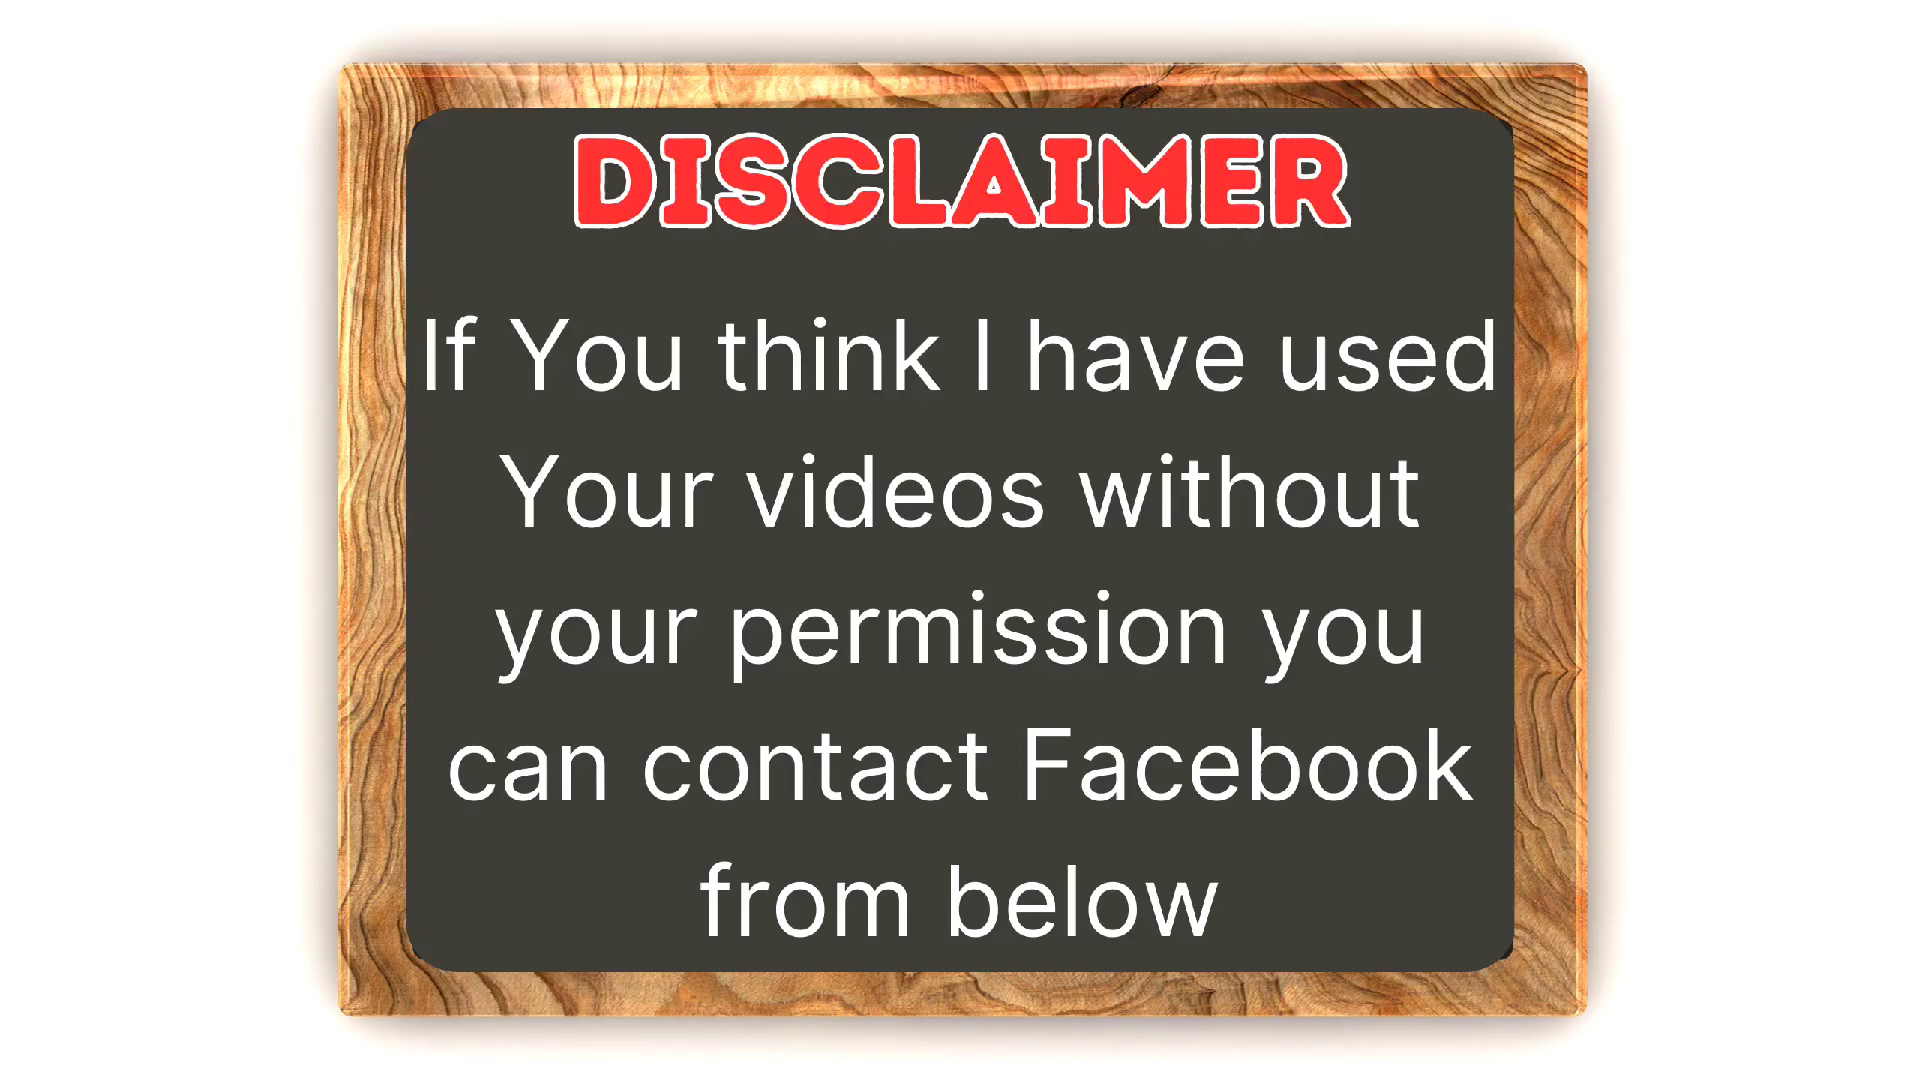 DISCLAIMER
If You think I have used
Your videos without
your permission you
can contact Facebook
from below